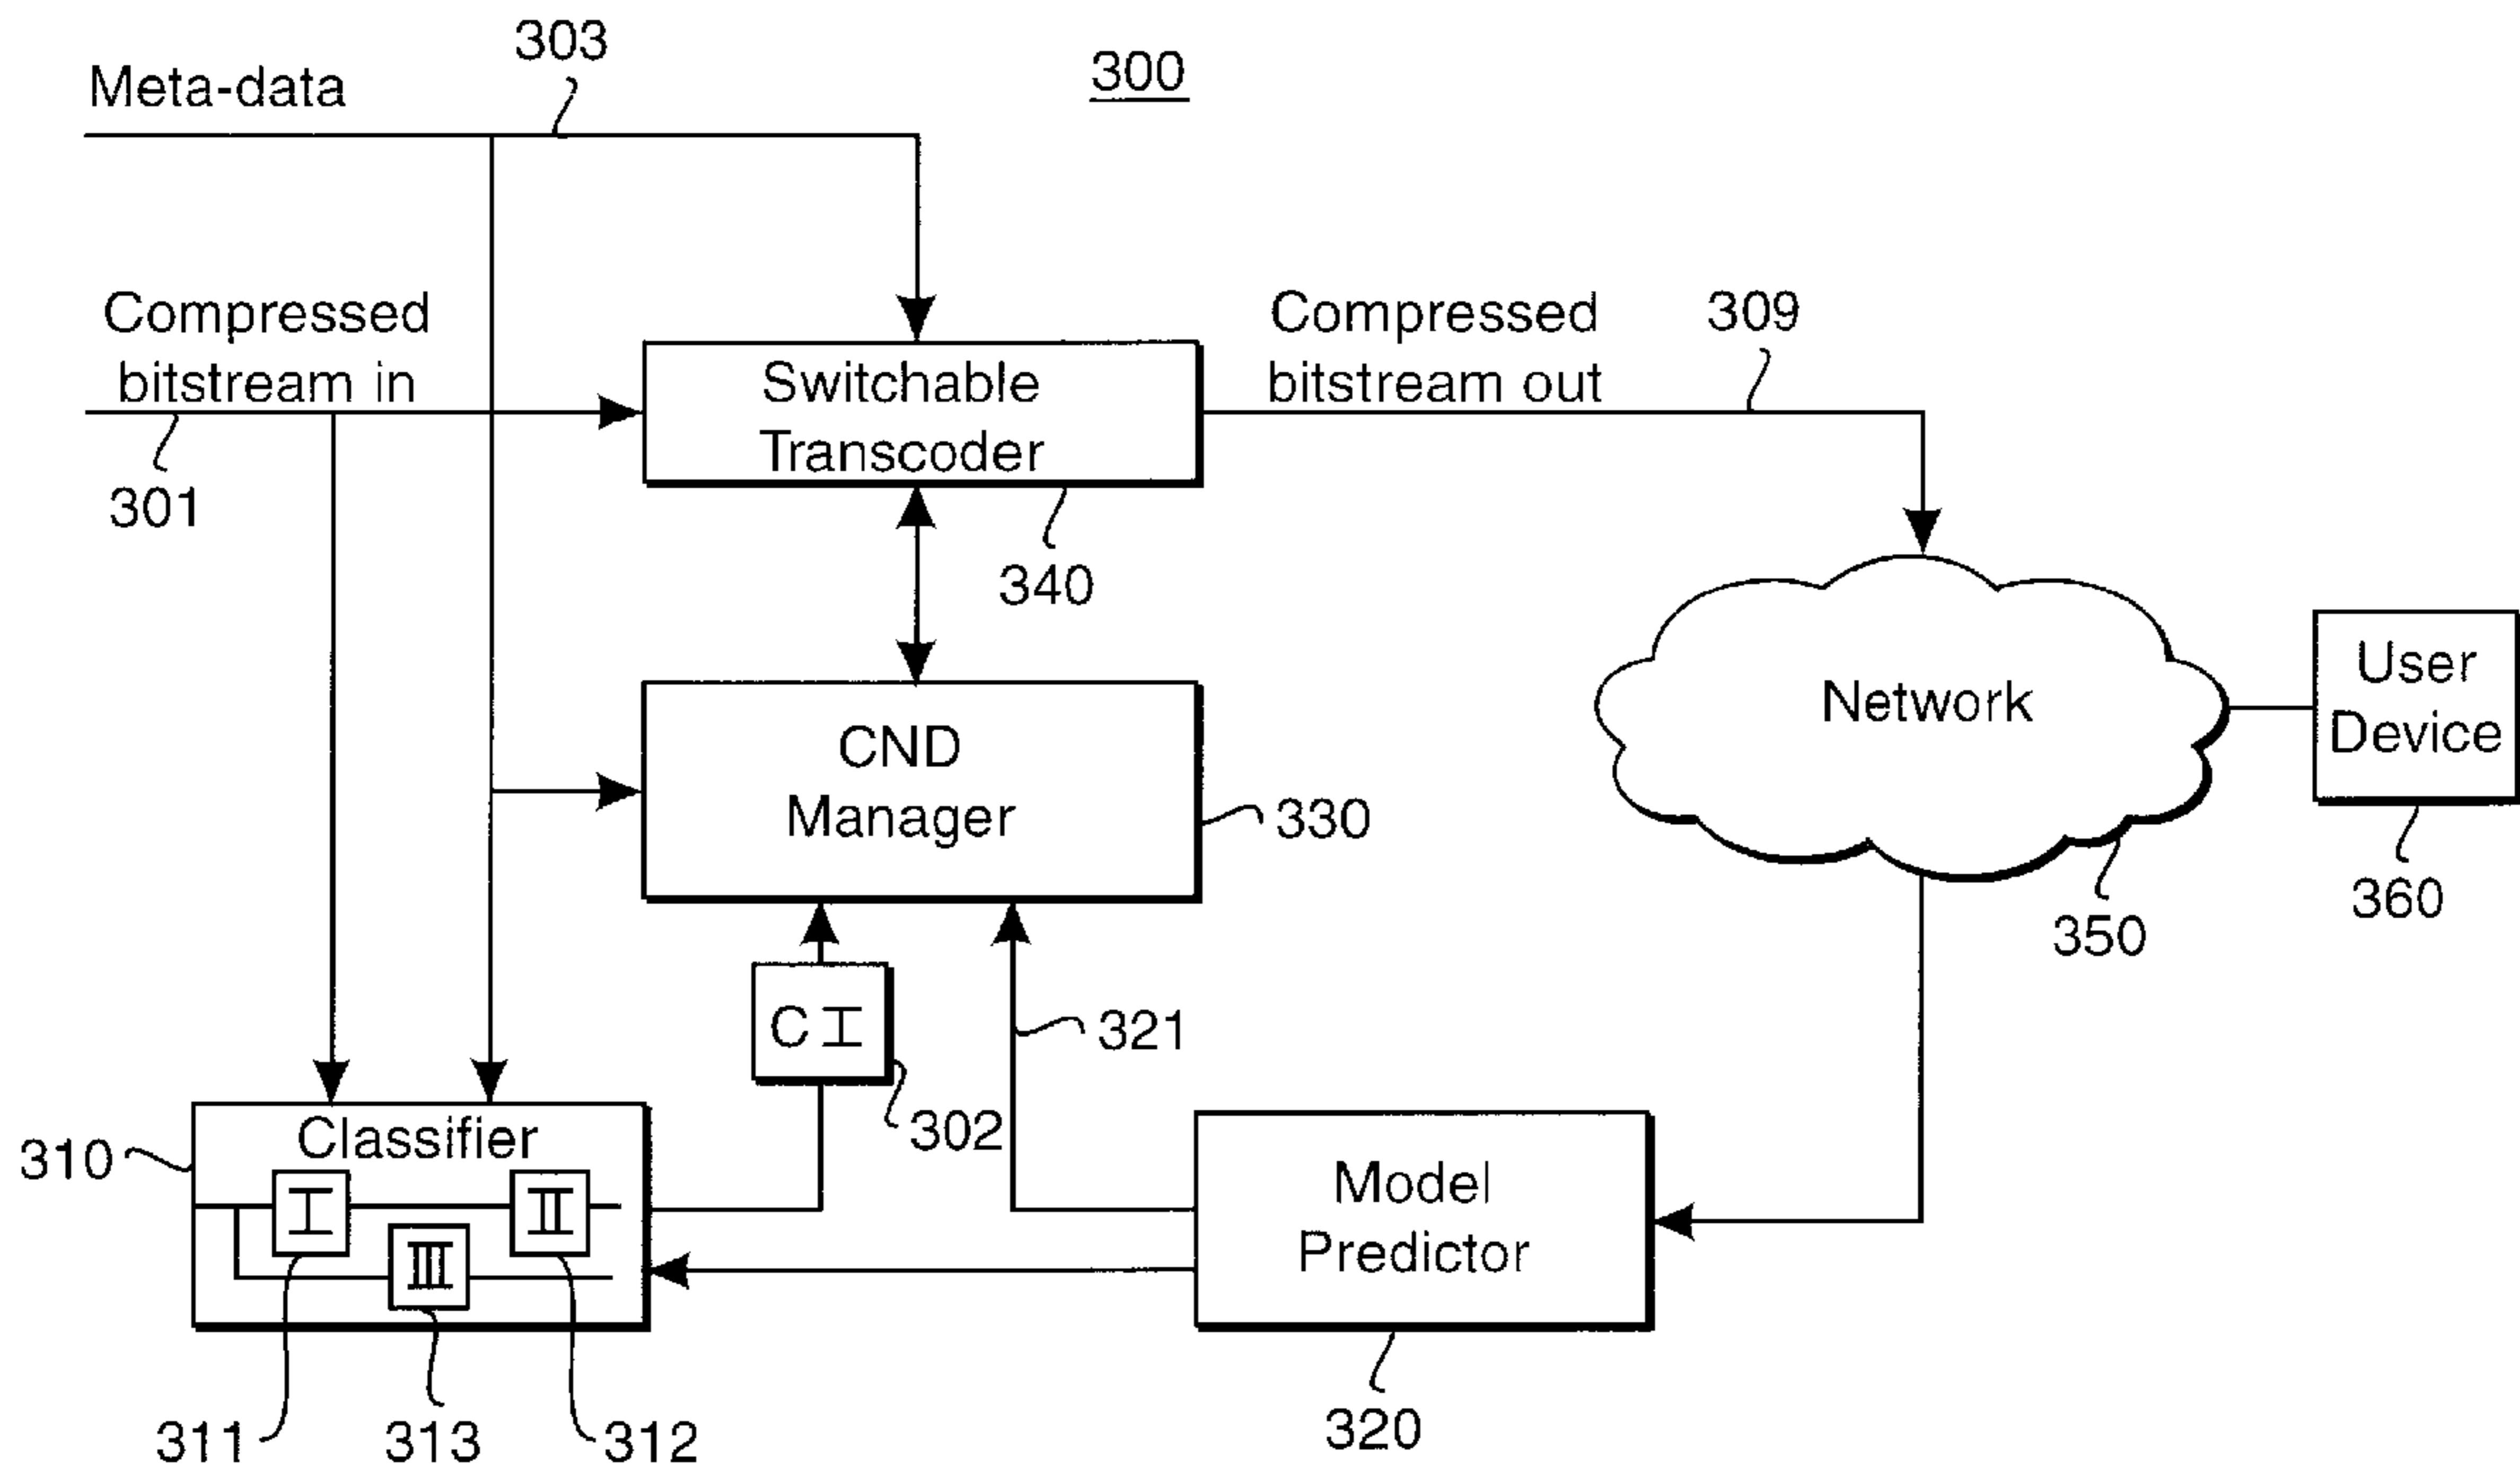 303
300
Meta-data
Compressed
bitstream in
301
Switchable
Transcoder
340
Compressed
bitstream out
309
CND
Manager
330
Network
350
User
Device
360
C I
302
321
Classifier
310
I
II
III
311
313
312
Model
Predictor
320